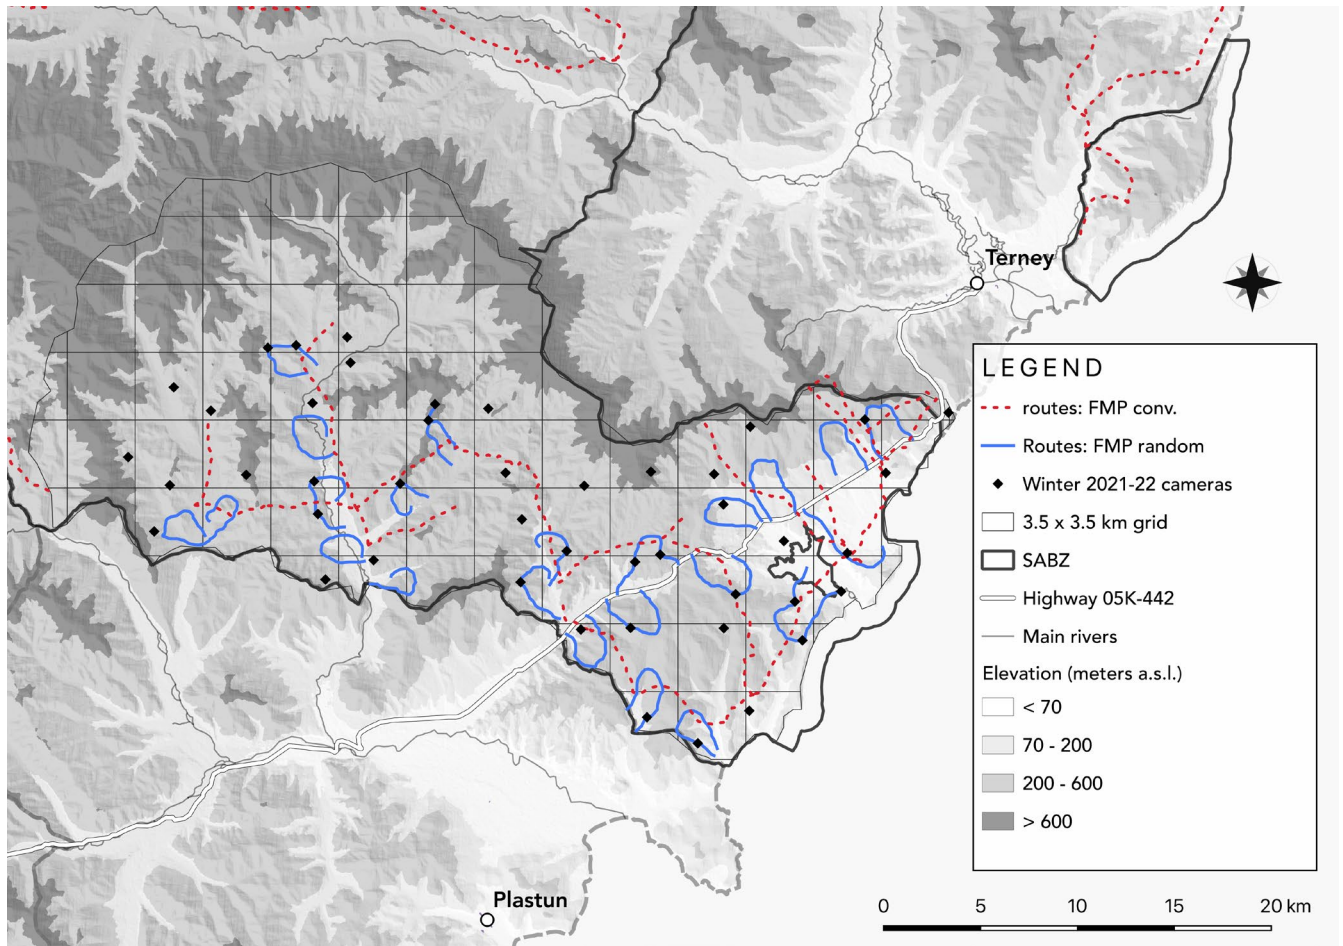 Terney
LEGEND
routes: FMP conv.
Routes: FMP random
Winter 2021-22 cameras
3.5 x 3.5 km grid
SABZ
Highway 05K-442
Main rivers
Elevation (meters a.s.l.)
< 70
70 - 200
200 - 600
> 600
Plastun
0 5 10 15 20 km